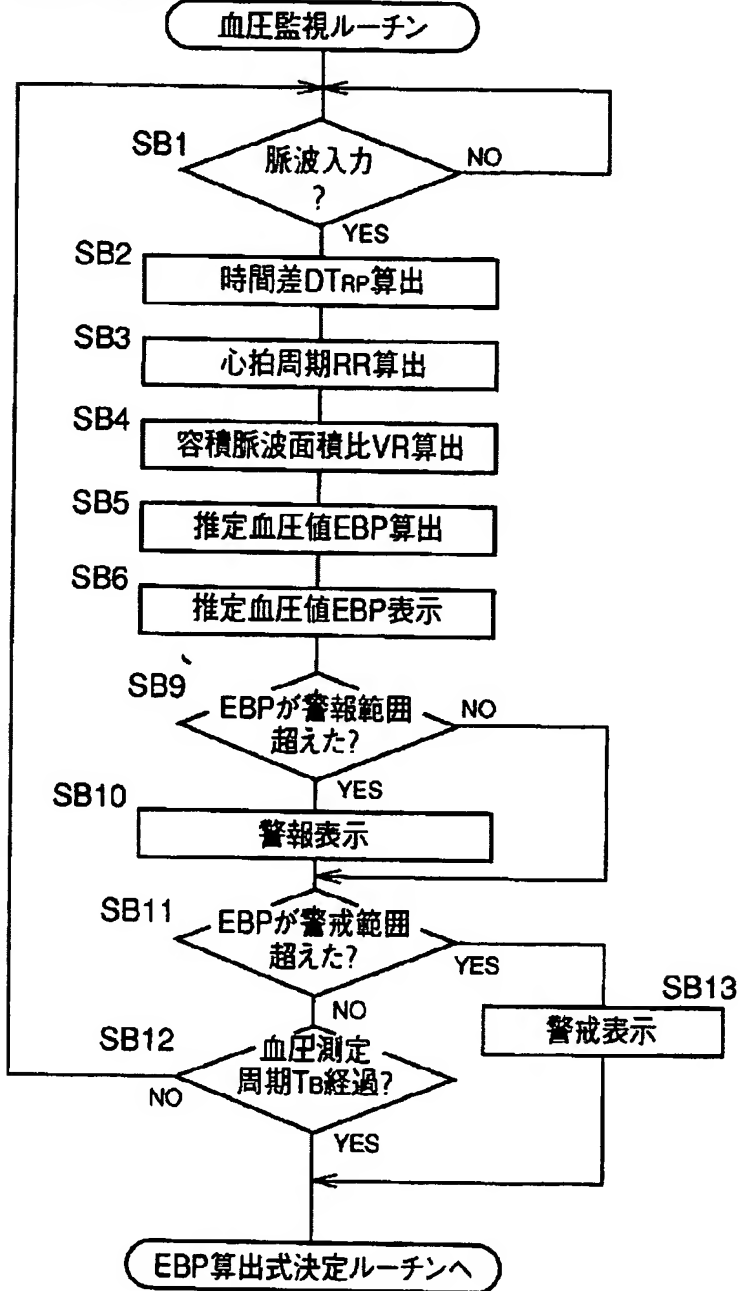 血圧監視ルーチン
SB1
脈波入力
?
NO
YES
SB2
時間差DTRP算出
SB3
心拍周期RR算出
SB4
容積脈波面積比VR算出
SB5
推定血圧値EBP算出
SB6
推定血圧値EBP表示
SB9
EBPが警報範囲
超えた?
NO
YES
SB10
警報表示
SB11
EBPが警戒範囲
超えた?
YES
NO
SB13
警戒表示
SB12
血圧測定
周期TB経過?
NO
YES
EBP算出式決定ルーチンへ